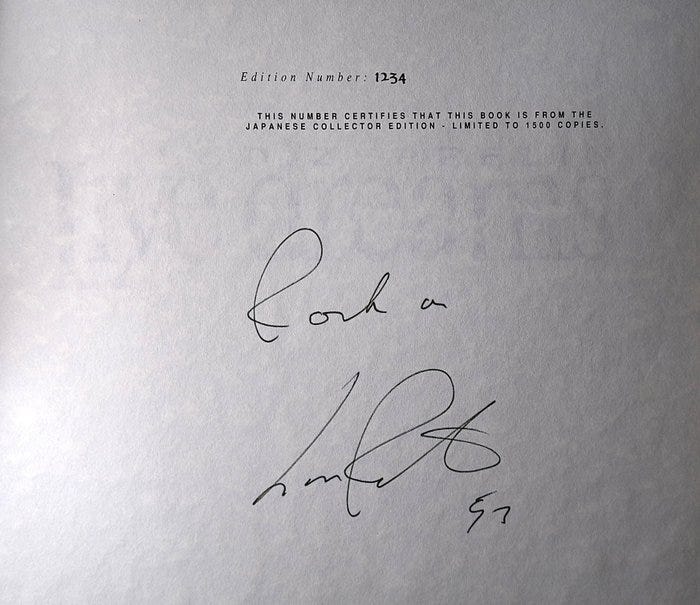 Edition Number: 1234
THIS NUMBER CERTIFIES THAT THIS BOOK IS FROM THE
JAPANESE COLLECTOR EDITION - LIMITED TO 1500 COPIES.
Rock on